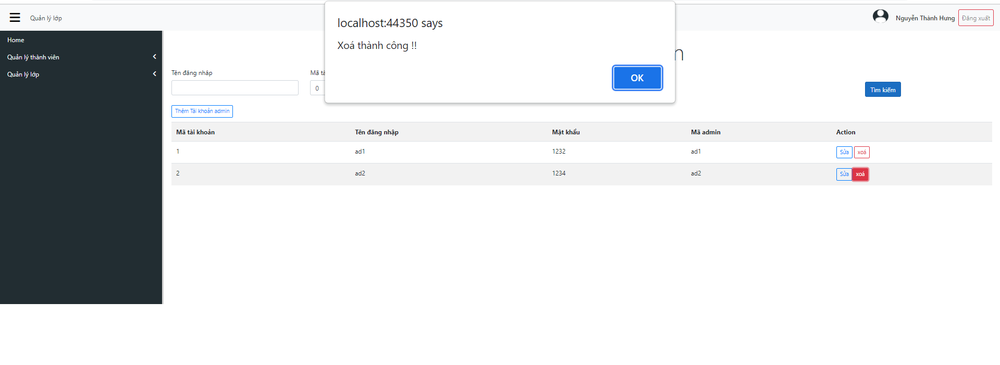 Quản lý lớp
Nguyễn Thành Hưng
Đăng xuất
localhost:44350 says
Xoá thành công !!
OK
Home
Quản lý thành viên
Quản lý lớp
n
Tên đăng nhập
Mã tà
0
Tìm kiếm
Thêm Tài khoản admin
Mã tài khoản Tên đăng nhập Mật khẩu Mã admin Action
1 ad1 1232 ad1 Sửa xoá
2 ad2 1234 ad2 Sửa xoá